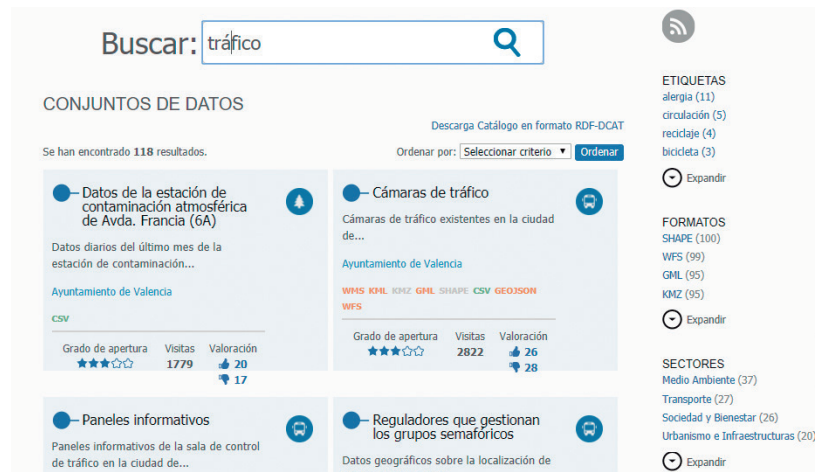 Buscar: tráfico
CONJUNTOS DE DATOS
Descarga Catálogo en formato RDF-DCAT
Se han encontrado 118 resultados.
Ordenar por: Seleccionar criterio Ordenar
Datos de la estación de
contaminación atmosférica
de Avda. Francia (6A)
Datos diarios del último mes de la
estación de contaminación...
Ayuntamiento de Valencia
CSV
Grado de apertura Visitas Valoración
1779 20
17
Cámaras de tráfico
Cámaras de tráfico existentes en la ciudad
de...
Ayuntamiento de Valencia
WMS KML KMZ GML SHAPE CSV GEOJSON
WFS
Grado de apertura Visitas Valoración
2822 26
28
Paneles informativos
Paneles informativos de la sala de control
de tráfico en la ciudad de...
Reguladores que gestionan
los grupos semafóricos
Datos geográficos sobre la localización de
ETIQUETAS
alergia (11)
circulación (5)
reciclaje (4)
bicicleta (3)
Expandir
FORMATOS
SHAPE (100)
WFS (99)
GML (95)
KMZ (95)
Expandir
SECTORES
Medio Ambiente (37)
Transporte (27)
Sociedad y Bienestar (26)
Urbanismo e Infraestructuras (20)
Expandir